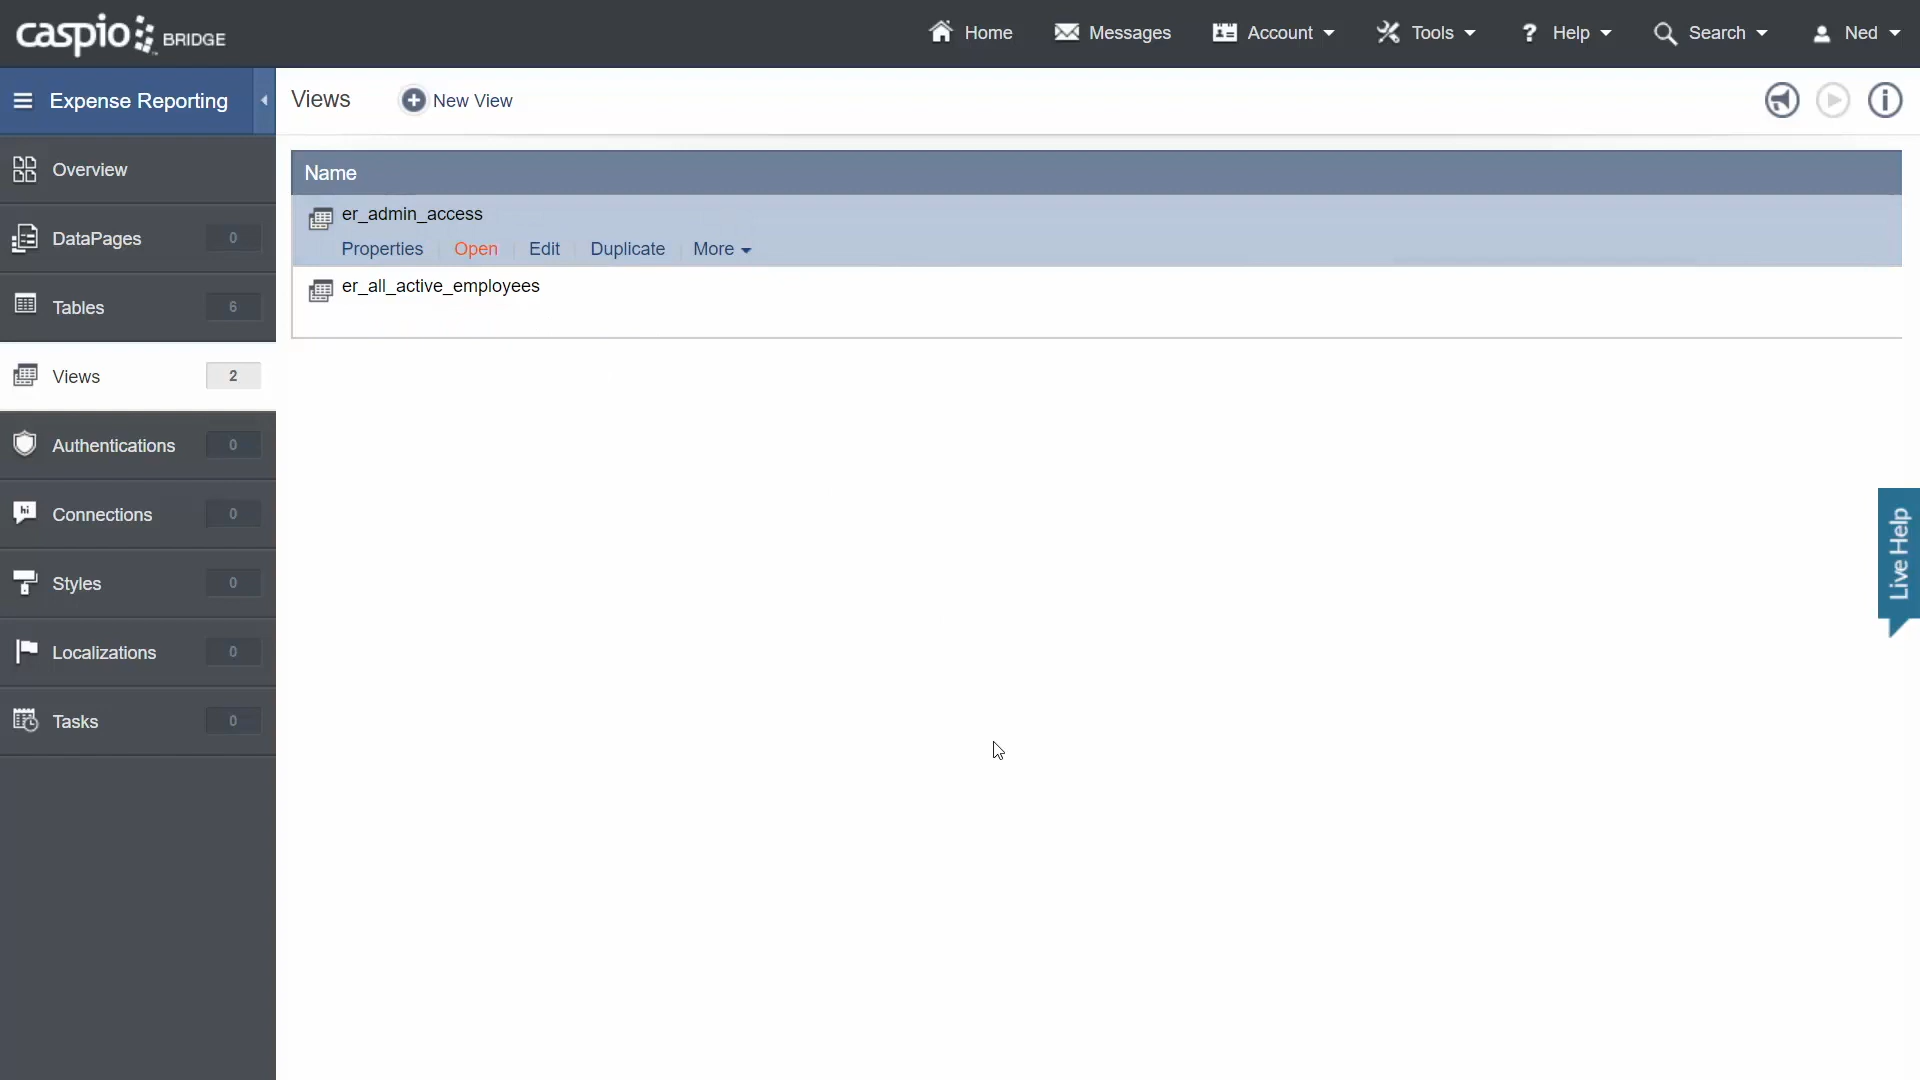 caspio BRIDGE
Home Messages Account Tools ? Help Search Ned
Expense Reporting
Views New View
Overview
DataPages 0
Tables 6
Views 2
Authentications 0
hi Connections 0
Styles 0
Localizations 0
Tasks 0
Name
er_admin_access
Properties Open Edit Duplicate More
er_all_active_employees
Live Help